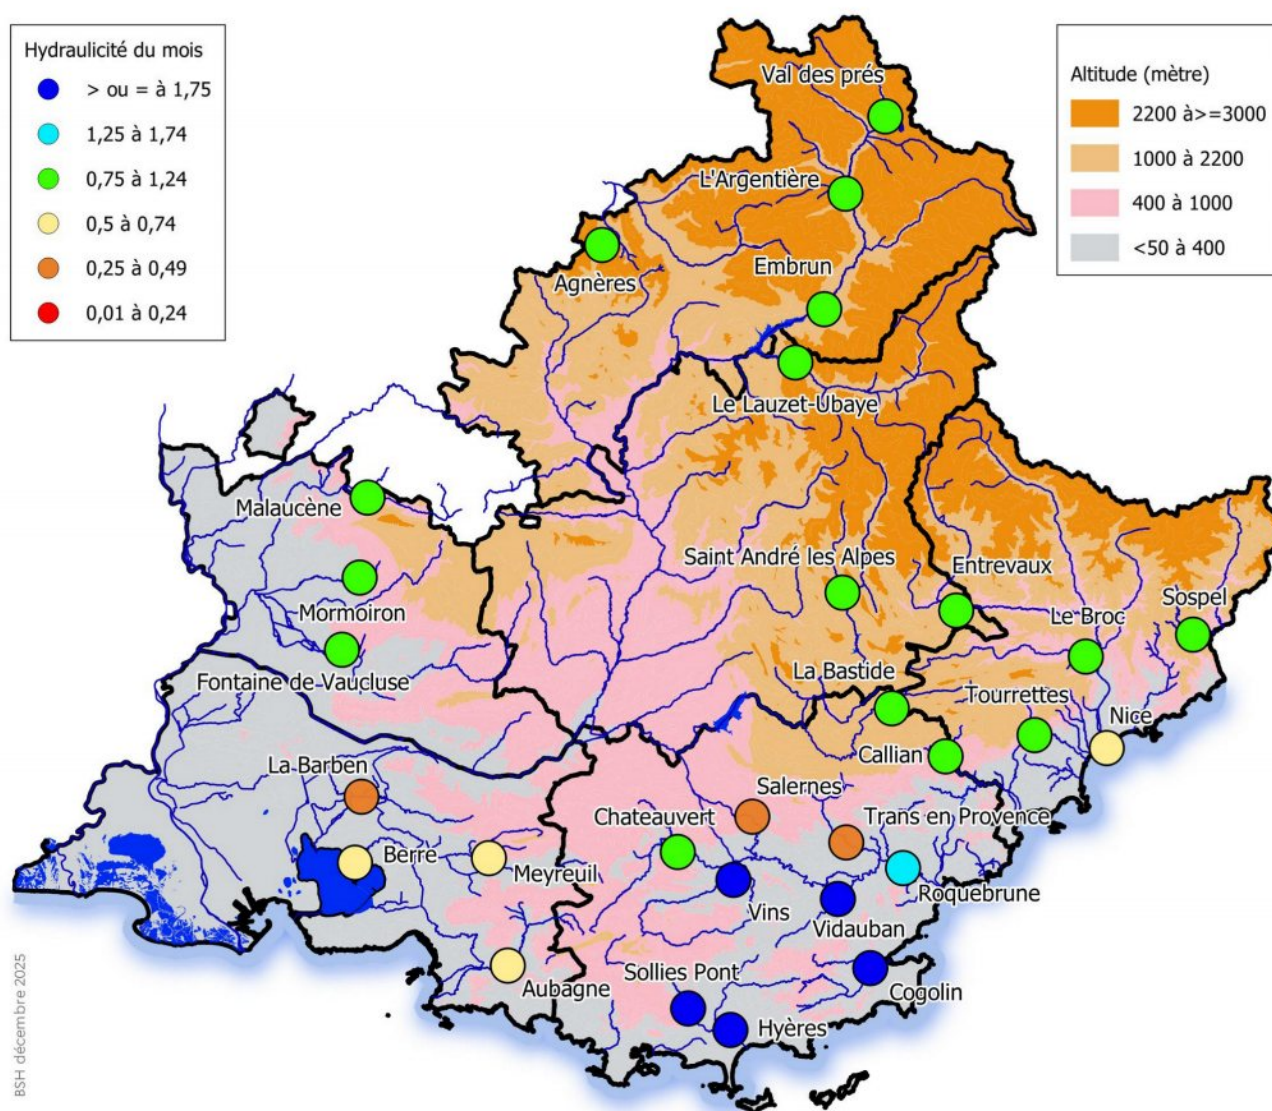 Hydraulicité du mois
> ou = à 1,75
1,25 à 1,74
0,75 à 1,24
0,5 à 0,74
0,25 à 0,49
0,01 à 0,24
Altitude (mètre)
2200 à>=3000
1000 à 2200
400 à 1000
<50 à 400
Val des prés
L'Argentière
Agnères
Embrun
Le Lauzet-Ubaye
Malaucène
Mormoiron
Fontaine de Vaucluse
Saint André les Alpes
Entrevaux
Le Broc
Sospel
La Bastide
Tourrettes
Nice
Callian
La Barben
Salernes
Chateauvert
Trans en Provence
Berre
Meyreuil
Roquebrune
Vins
Vidauban
Aubagne
Sollies Pont
Cogolin
Hyères
BSH décembre 2025